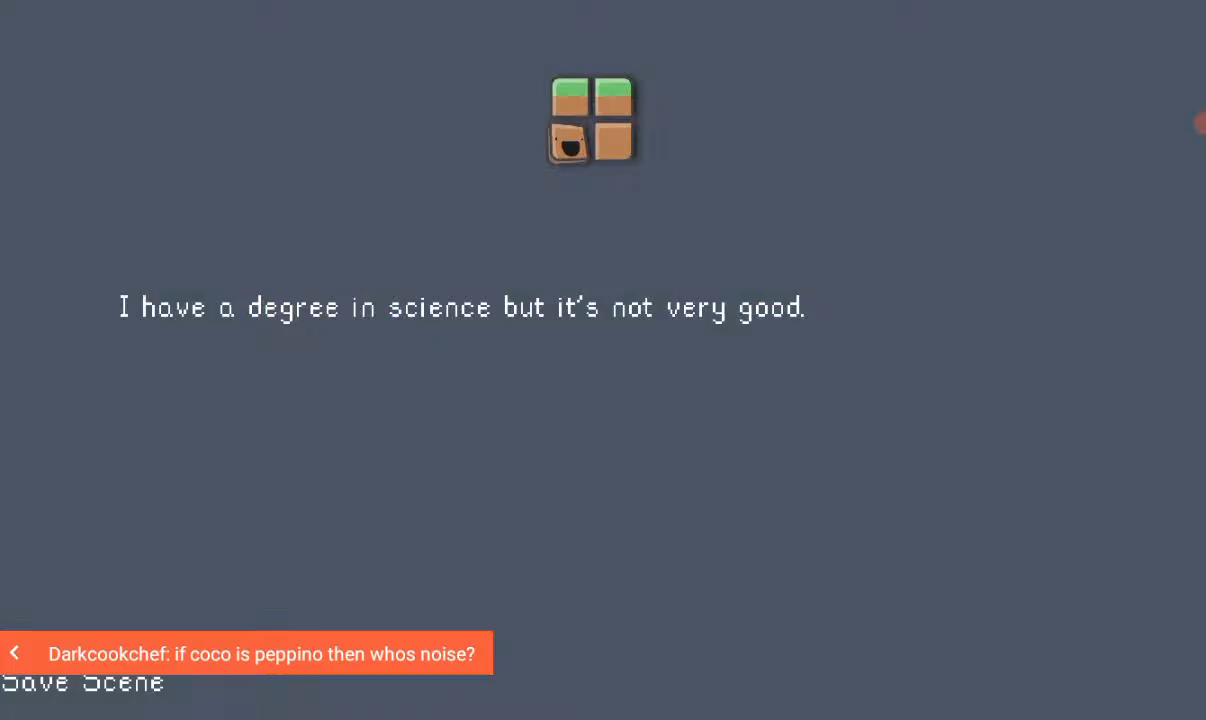 I have a degree in science but it's not very good.
Darkcookchef: if coco is peppino then whos noise?
Save Scene